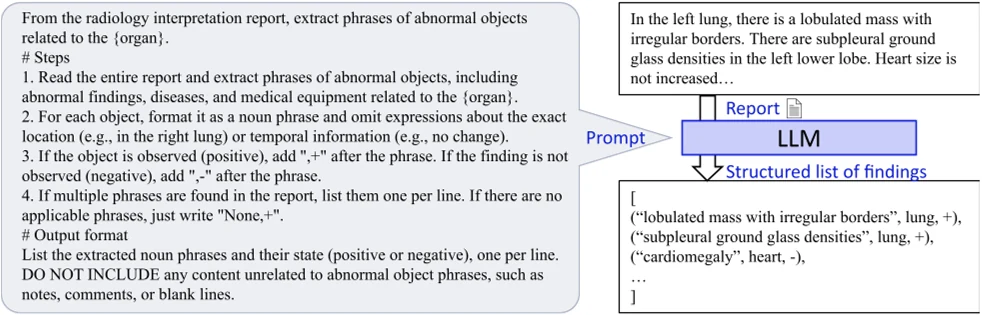 From the radiology interpretation report, extract phrases of abnormal objects
related to the {organ}.
# Steps
1. Read the entire report and extract phrases of abnormal objects, including
abnormal findings, diseases, and medical equipment related to the {organ}.
2. For each object, format it as a noun phrase and omit expressions about the exact
location (e.g., in the right lung) or temporal information (e.g., no change).
3. If the object is observed (positive), add ",+" after the phrase. If the finding is not
observed (negative), add ",-" after the phrase.
4. If multiple phrases are found in the report, list them one per line. If there are no
applicable phrases, just write "None,+".
# Output format
List the extracted noun phrases and their state (positive or negative), one per line.
DO NOT INCLUDE any content unrelated to abnormal object phrases, such as
notes, comments, or blank lines.
Prompt
In the left lung, there is a lobulated mass with
irregular borders. There are subpleural ground
glass densities in the left lower lobe. Heart size is
not increased…
Report
LLM
Structured list of findings
[
(“lobulated mass with irregular borders”, lung, +),
(“subpleural ground glass densities”, lung, +),
(“cardiomegaly”, heart, -),
…
]